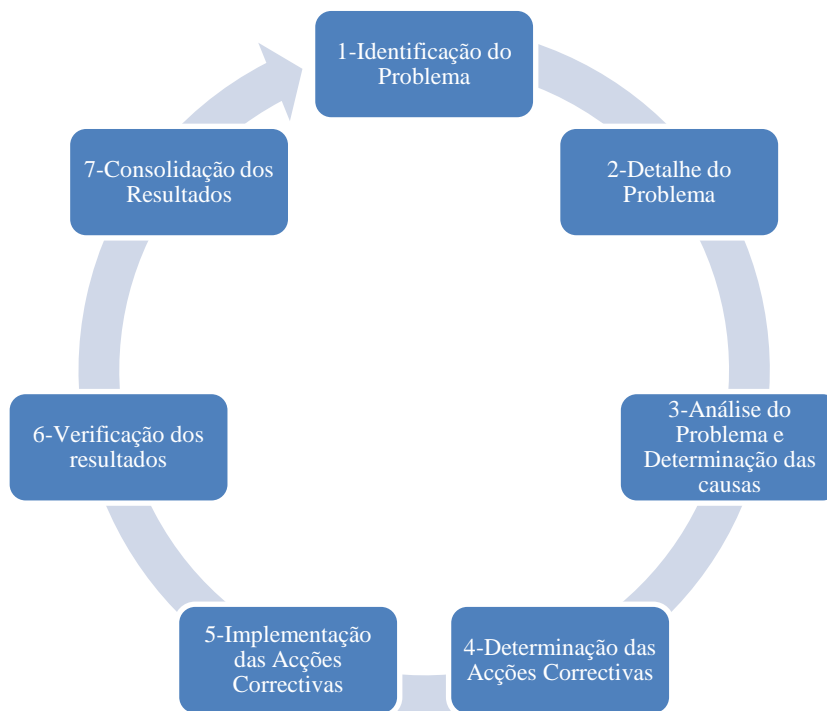 1-Identificação do
Problema
2-Detalhe do
Problema
3-Análise do
Problema e
Determinação das
causas
4-Determinação das
Acções Correctivas
5-Implementação
das Acções
Correctivas
6-Verificação dos
resultados
7-Consolidação dos
Resultados